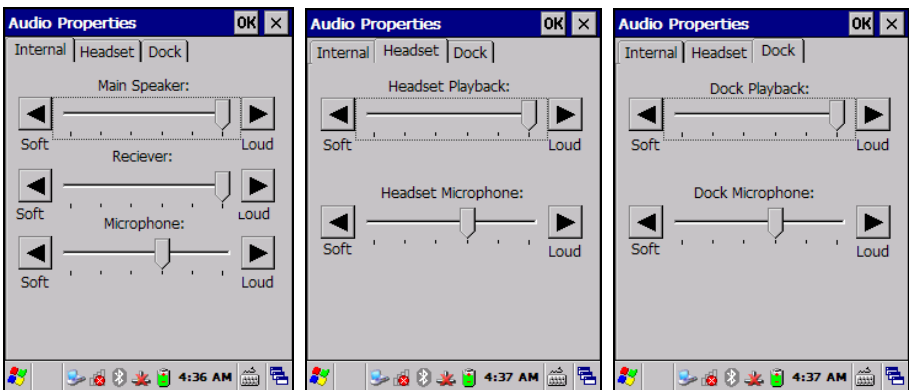 Audio Properties OK ×
Internal Headset Dock
Main Speaker:
Soft Loud
Reciever:
Soft Loud
Microphone:
Soft Loud
4:36 AM
Audio Properties OK ×
Internal Headset Dock
Headset Playback:
Soft Loud
Headset Microphone:
Soft Loud
4:37 AM
Audio Properties OK ×
Internal Headset Dock
Dock Playback:
Soft Loud
Dock Microphone:
Soft Loud
4:37 AM